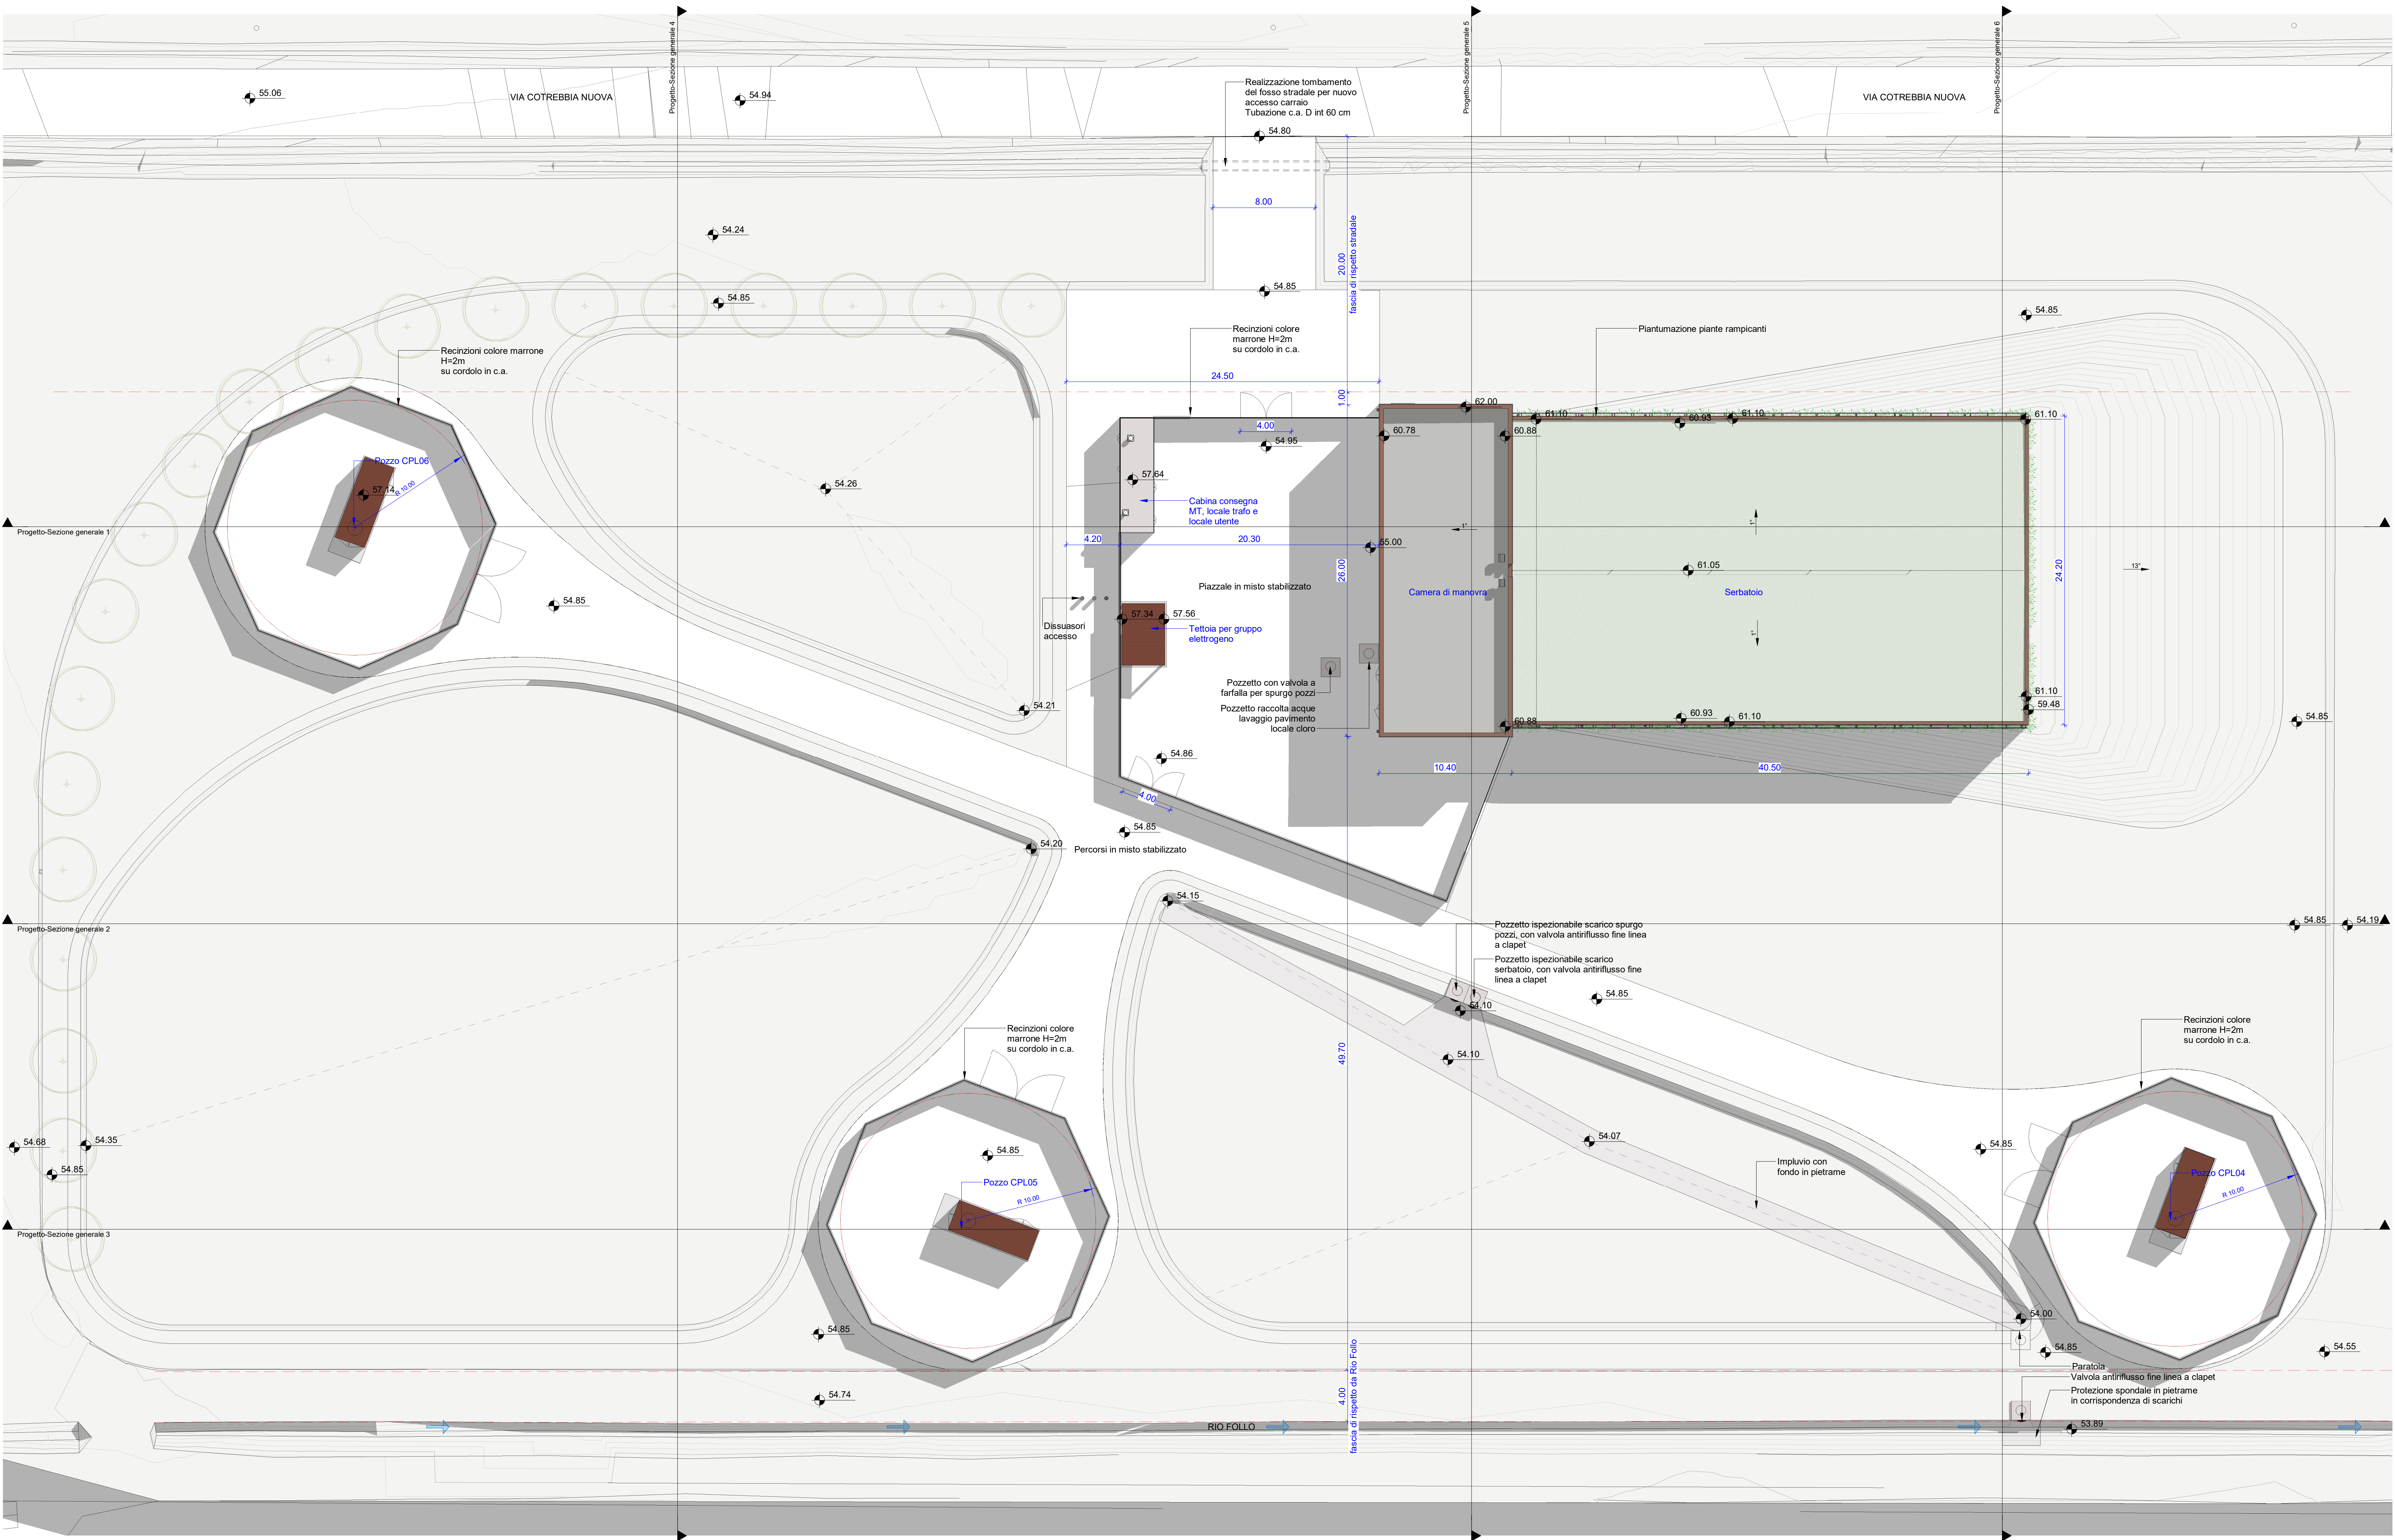 Progetto-Sezione generale 4
Progetto-Sezione generale 5
Progetto-Sezione generale 6
55.06
VIA COTREBBIA NUOVA
54.94
Realizzazione tombamento
del fosso stradale per nuovo
accesso carraio
Tubazione c.a. D int 60 cm
VIA COTREBBIA NUOVA
54.80
8.00
20.00
fascia di rispetto stradale
54.24
54.85
54.85
54.85
Recinzioni colore
marrone H=2m
su cordolo in c.a.
Piantumazione piante rampicanti
Recinzioni colore marrone
H=2m
su cordolo in c.a.
24.50
1.00
4.00
54.95
62.00
60.78
60.88
61.10
60.93
61.10
61.10
Pozzo CPL06
57.14
R 10.00
54.26
57.64
Cabina consegna
MT, locale trafo e
locale utente
Progetto-Sezione generale 1
4.20
20.30
55.00
1°
1°
26.00
61.05
13°
24.20
Piazzale in misto stabilizzato
Camera di manovra
Serbatoio
54.85
Dissuasori
accesso
57.34
57.56
Tettoia per gruppo
elettrogeno
1°
Pozzetto con valvola a
farfalla per spurgo pozzi
Pozzetto raccolta acque
lavaggio pavimento
locale cloro
54.21
60.88
60.93
61.10
61.10
59.48
54.85
54.86
4.00
10.40
40.50
54.85
54.20
Percorsi in misto stabilizzato
54.15
Progetto-Sezione generale 2
Pozzetto ispezionabile scarico spurgo
pozzi, con valvola antiriflusso fine linea
a clapet
54.85
54.19
Pozzetto ispezionabile scarico
serbatoio, con valvola antiriflusso fine
linea a clapet
54.10
54.85
Recinzioni colore
marrone H=2m
su cordolo in c.a.
Recinzioni colore
marrone H=2m
su cordolo in c.a.
49.70
54.10
54.68
54.35
54.85
54.85
54.07
54.85
Impluvio con
fondo in pietrame
Pozzo CPL05
R 10.00
Pozzo CPL04
R 10.00
Progetto-Sezione generale 3
54.85
54.00
54.85
54.55
Paratoia
Valvola antiriflusso fine linea a clapet
Protezione spondale in pietrame
in corrispondenza di scarichi
54.74
4.00
fascia di rispetto da Rio Follo
RIO FOLLO
53.89